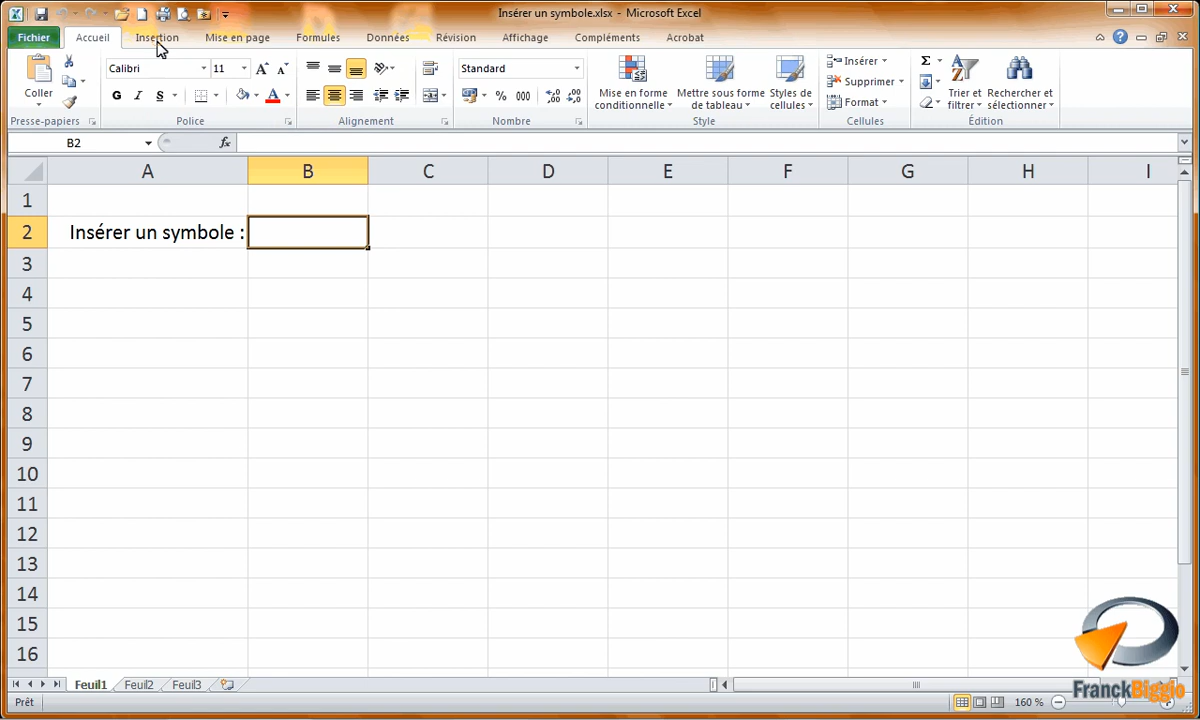 Insérer un symbole.xlsx - Microsoft Excel
Fichier Accueil Insertion Mise en page Formules Données Révision Affichage Compléments Acrobat
Coller
Presse-papiers
Calibri 11
G I S
Police
Alignement
Standard
% 000
Nombre
Mise en forme conditionnelle
Mettre sous forme de tableau
Styles de cellules
Style
Insérer
Supprimer
Format
Cellules
Σ
Trier et filtrer
Rechercher et sélectionner
Édition
B2 fx
A B C D E F G H I
1
2 Insérer un symbole :
3
4
5
6
7
8
9
10
11
12
13
14
15
16
FranckBiggio
Feuil1 Feuil2 Feuil3
Prêt 160 %